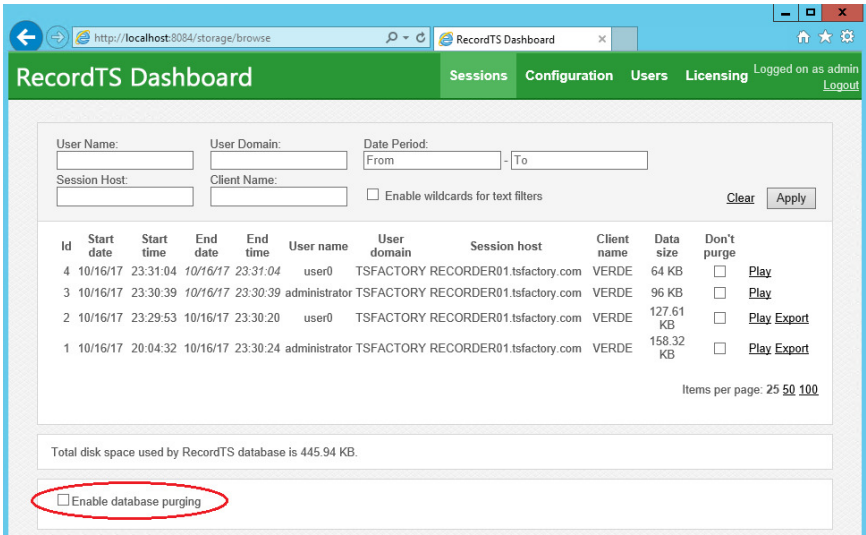 http://localhost:8084/storage/browse
RecordTS Dashboard
RecordTS Dashboard
Sessions Configuration Users Licensing
Logged on as admin
Logout
User Name: User Domain: Date Period:
From - To
Session Host: Client Name:
Enable wildcards for text filters
Clear Apply
Id Start date Start time End date End time User name User domain Session host Client name Data size Don't purge
4 10/16/17 23:31:04 10/16/17 23:31:04 user0 TSFACTORY RECORDER01.tsfactory.com VERDE 64 KB Play
3 10/16/17 23:30:39 10/16/17 23:30:39 administrator TSFACTORY RECORDER01.tsfactory.com VERDE 96 KB Play
2 10/16/17 23:29:53 10/16/17 23:30:20 user0 TSFACTORY RECORDER01.tsfactory.com VERDE 127.61 KB Play Export
1 10/16/17 20:04:32 10/16/17 23:30:24 administrator TSFACTORY RECORDER01.tsfactory.com VERDE 158.32 KB Play Export
Items per page: 25 50 100
Total disk space used by RecordTS database is 445.94 KB.
Enable database purging